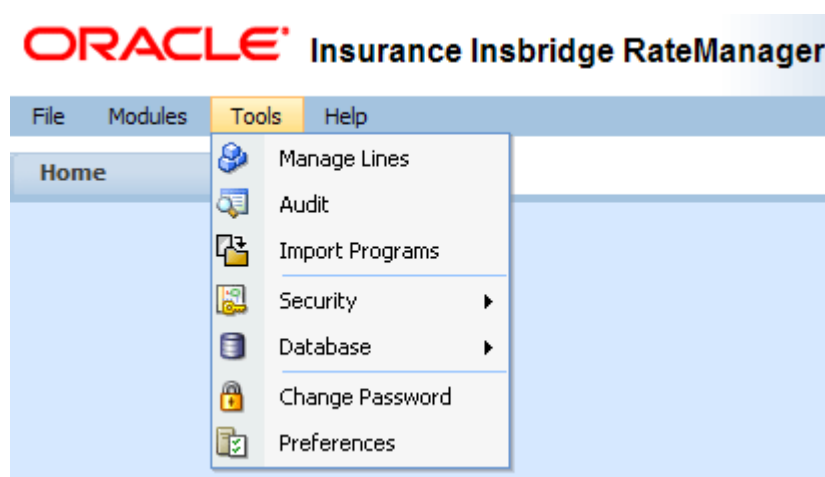 ORACLE Insurance Insbridge RateManager
File Modules Tools Help
Home
Manage Lines
Audit
Import Programs
Security
Database
Change Password
Preferences